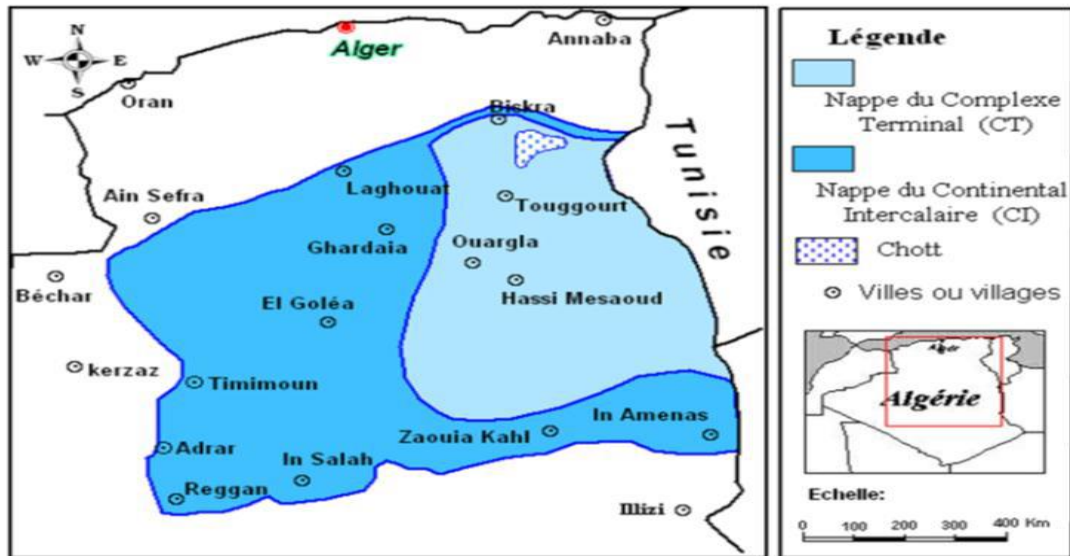 N
W E
S
Alger
Annaba
Oran
Biskra
Tunisie
Laghouat
Ain Sefra
Touggourt
Ghardaia
Ouargla
Béchar
El Goléa
Hassi Mesaoud
kerzaz
Timimoun
In Amenas
Zaouia Kahl
Adrar
In Salah
Reggan
Illizi
Légende
Nappe du Complexe
Terminal (CT)
Nappe du Continental
Intercalaire (CI)
Chott
Villes ou villages
Alger
Algérie
Echelle:
0 100 200 300 400 Km